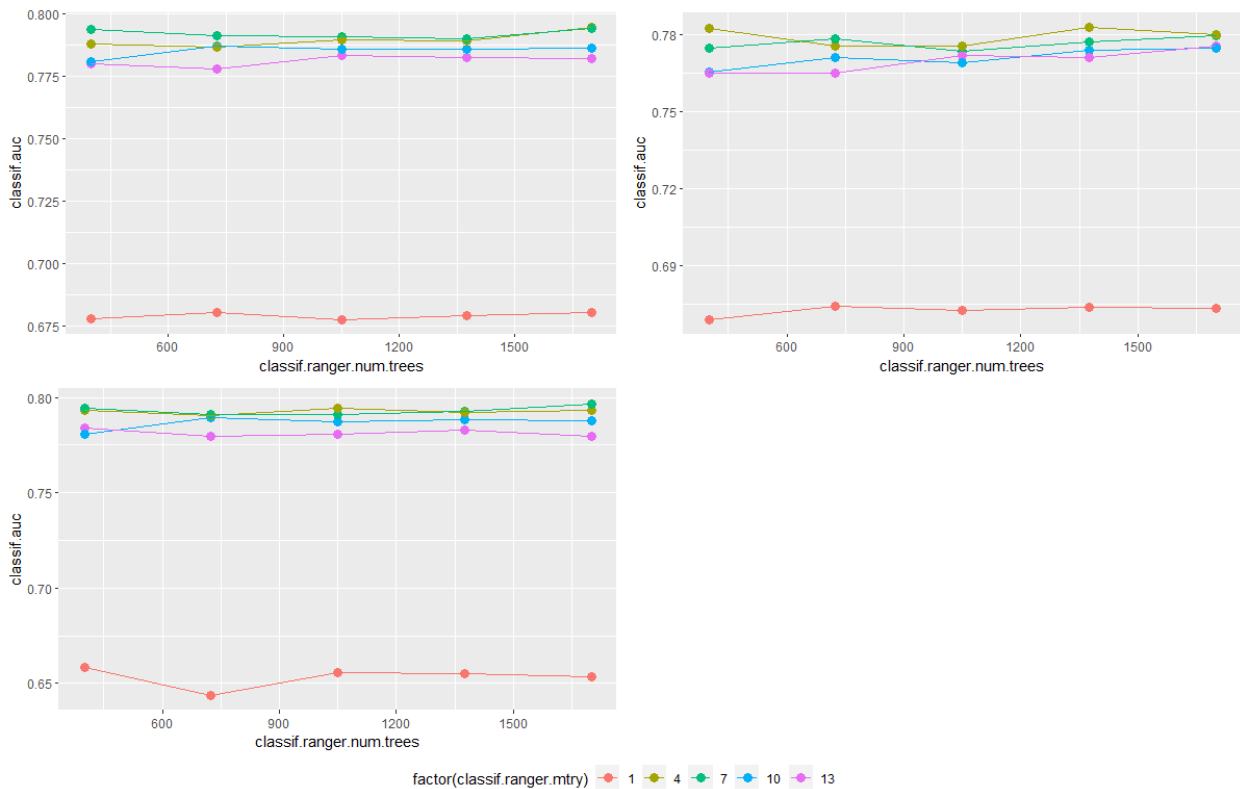 0.800
0.775
0.750
0.725
0.700
0.675
classif.auc
600 900 1200 1500
classif.ranger.num.trees
0.78
0.75
0.72
0.69
classif.auc
600 900 1200 1500
classif.ranger.num.trees
0.80
0.75
0.70
0.65
classif.auc
600 900 1200 1500
classif.ranger.num.trees
factor(classif.ranger.mtry) 1 4 7 10 13